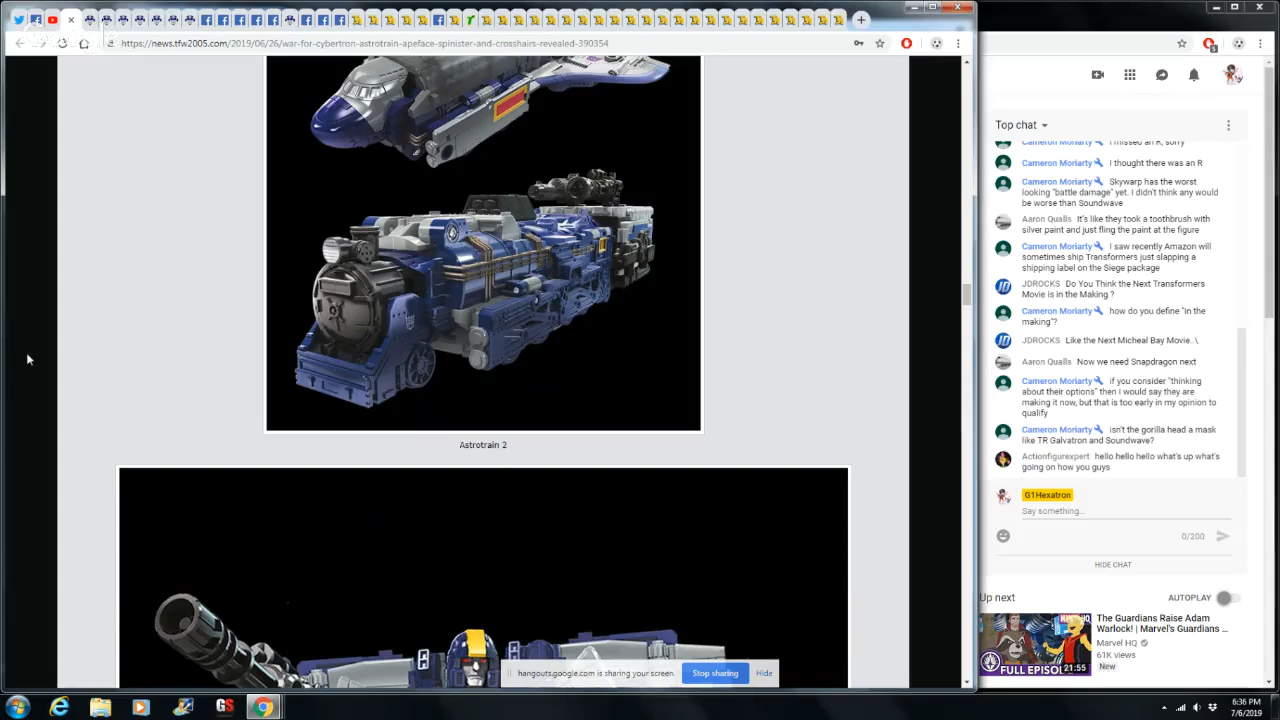 https://news.tfw2005.com/2019/06/26/war-for-cybertron-astrotrain-apeface-spinister-and-crosshairs-revealed-390354
Astrotrain 2
hangouts.google.com is sharing your screen.
Stop sharing
Hide
Top chat
Cameron Moriarty I missed an R, sorry
Cameron Moriarty I thought there was an R
Cameron Moriarty Skywarp has the worst
looking "battle damage" yet. I didn't think any would
be worse than Soundwave
Aaron Qualls It's like they took a toothbrush with
silver paint and just fling the paint at the figure
Cameron Moriarty I saw recently Amazon will
sometimes ship Transformers just slapping a
shipping label on the Siege package
JDROCKS Do You Think the Next Transformers
Movie is in the Making ?
Cameron Moriarty how do you define "in the
making"?
JDROCKS Like the Next Micheal Bay Movie..\
Aaron Qualls Now we need Snapdragon next
Cameron Moriarty if you consider "thinking
about their options" then I would say they are
making it now, but that is too early in my opinion to
qualify
Cameron Moriarty isn't the gorilla head a mask
like TR Galvatron and Soundwave?
Actionfigurexpert hello hello hello what's up what's
going on how you guys
G1Hexatron
Say something...
0/200
HIDE CHAT
Up next
AUTOPLAY
The Guardians Raise Adam
Warlock! | Marvel's Guardians ...
Marvel HQ
61K views
New
FULL EPISO
21:55
GS
6:36 PM
7/6/2019